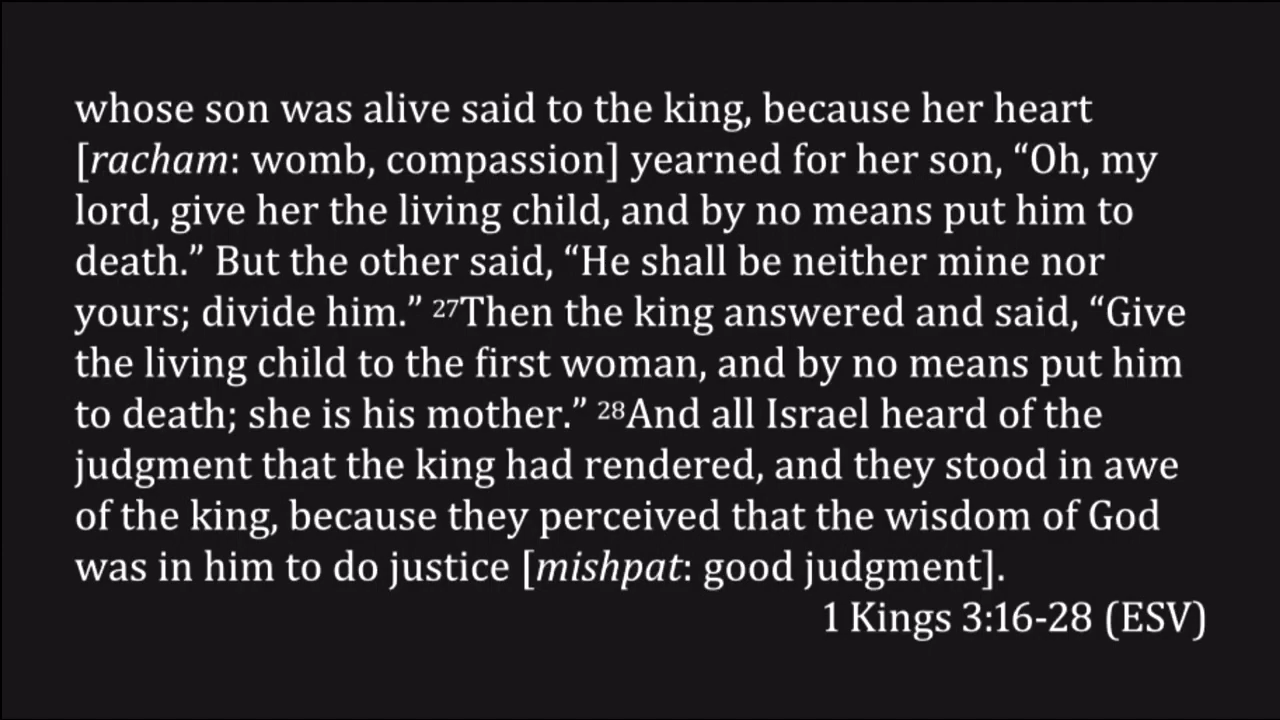 whose son was alive said to the king, because her heart
[racham: womb, compassion] yearned for her son, “Oh, my
lord, give her the living child, and by no means put him to
death.” But the other said, “He shall be neither mine nor
yours; divide him.” ²⁷Then the king answered and said, “Give
the living child to the first woman, and by no means put him
to death; she is his mother.” ²⁸And all Israel heard of the
judgment that the king had rendered, and they stood in awe
of the king, because they perceived that the wisdom of God
was in him to do justice [mishpat: good judgment].
1 Kings 3:16-28 (ESV)